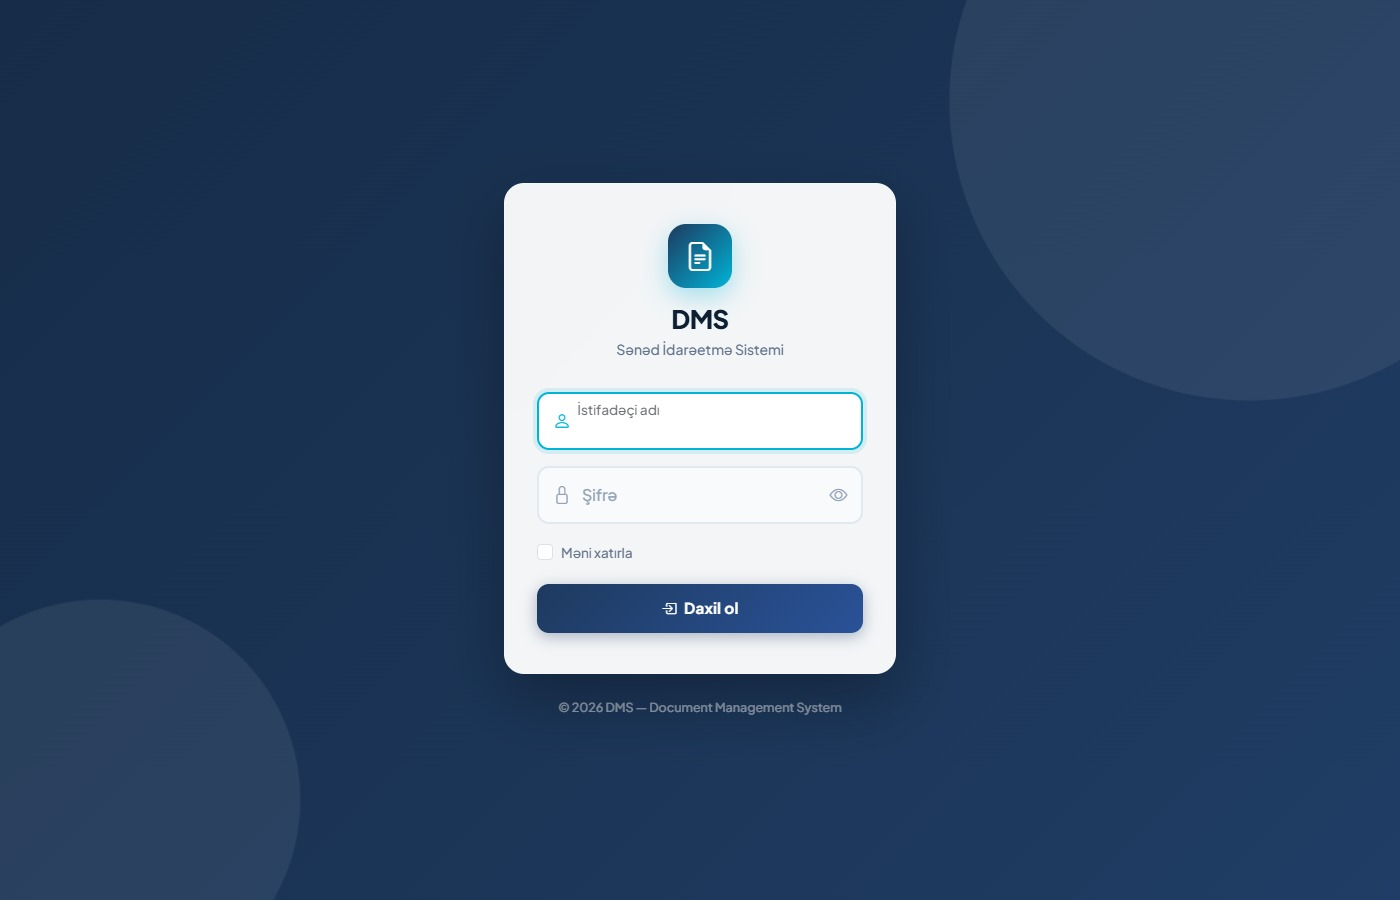 DMS
Sənəd İdarəetmə Sistemi
İstifadəçi adı
Şifrə
Məni xatırla
Daxil ol
© 2026 DMS — Document Management System